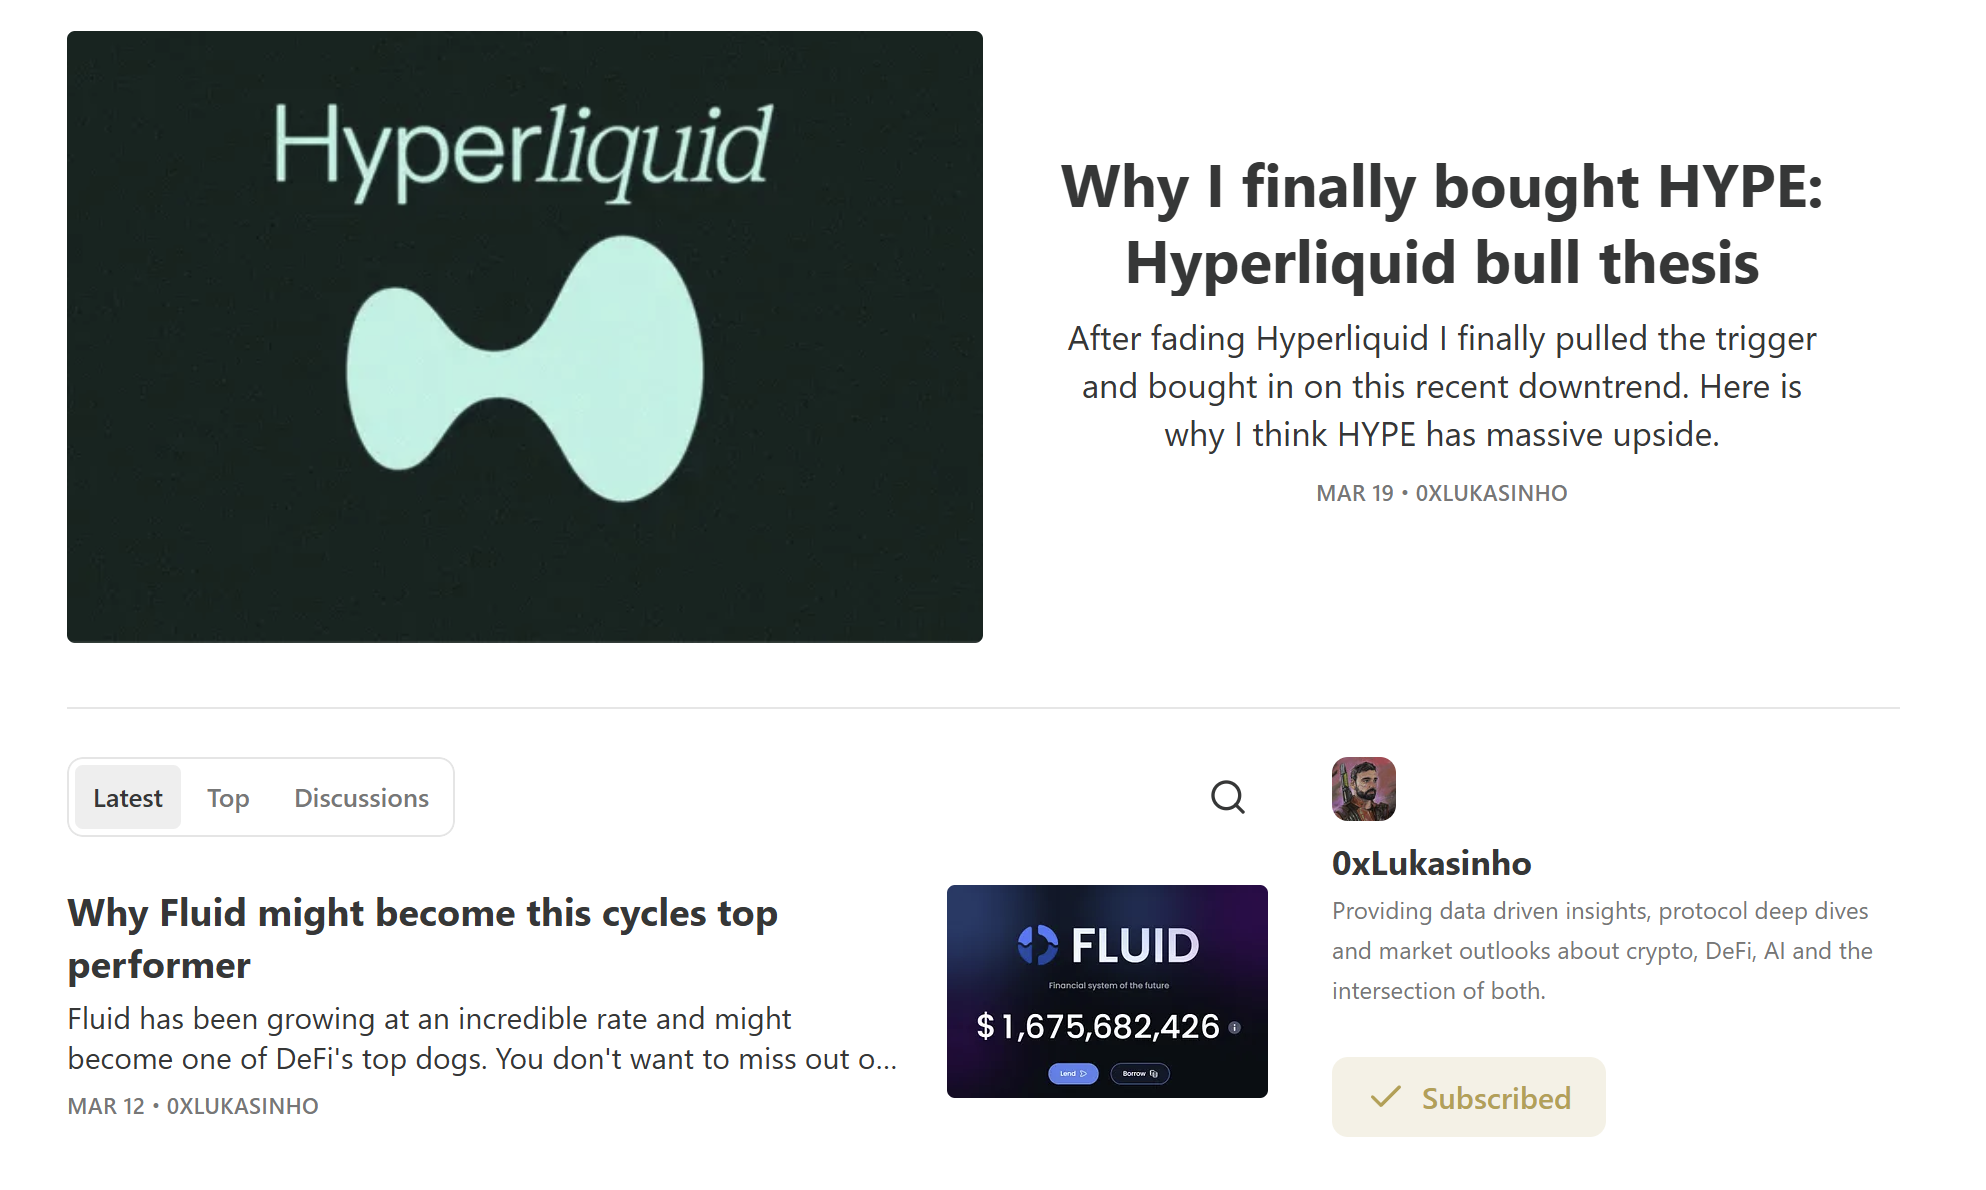 Hyperliquid
Why I finally bought HYPE:
Hyperliquid bull thesis
After fading Hyperliquid I finally pulled the trigger
and bought in on this recent downtrend. Here is
why I think HYPE has massive upside.
MAR 19 • 0XLUKASINHO
Latest
Top
Discussions
Why Fluid might become this cycles top
performer
Fluid has been growing at an incredible rate and might
become one of DeFi's top dogs. You don't want to miss out o...
MAR 12 • 0XLUKASINHO
FLUID
Financial system of the future
$1,675,682,426
Lend
Borrow
0xLukasinho
Providing data driven insights, protocol deep dives
and market outlooks about crypto, DeFi, AI and the
intersection of both.
Subscribed